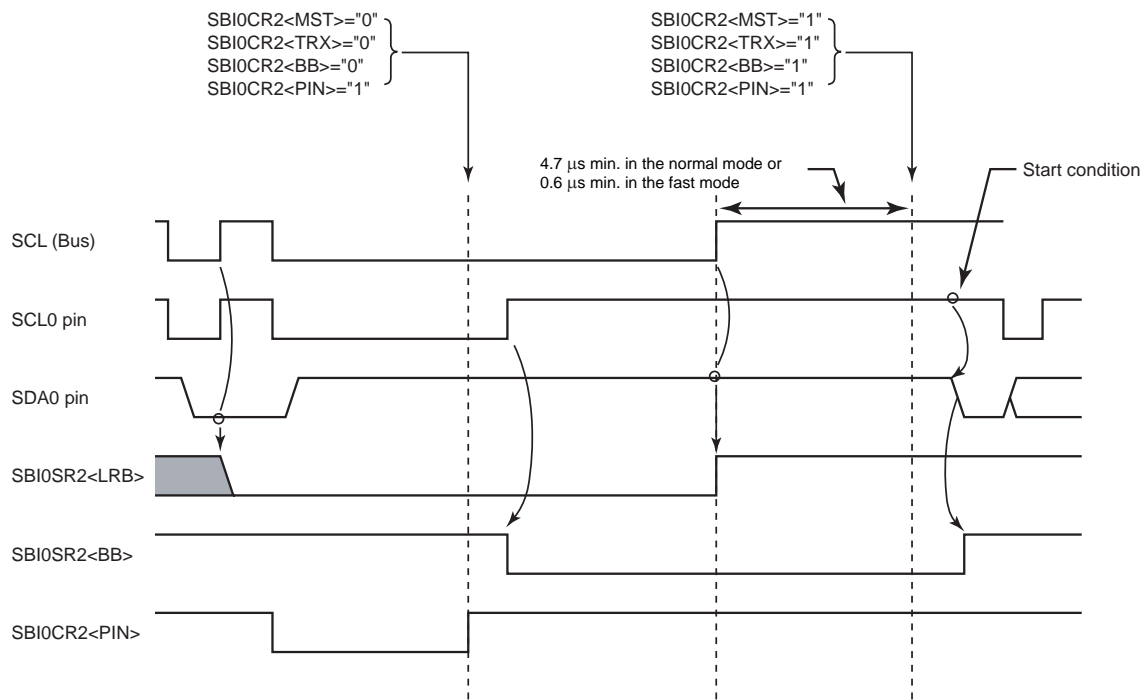 SBI0CR2<MST>="0"
SBI0CR2<TRX>="0"
SBI0CR2<BB>="0"
SBI0CR2<PIN>="1"
SBI0CR2<MST>="1"
SBI0CR2<TRX>="1"
SBI0CR2<BB>="1"
SBI0CR2<PIN>="1"
4.7 μs min. in the normal mode or
0.6 μs min. in the fast mode
Start condition
SCL (Bus)
SCL0 pin
SDA0 pin
SBI0SR2<LRB>
SBI0SR2<BB>
SBI0CR2<PIN>